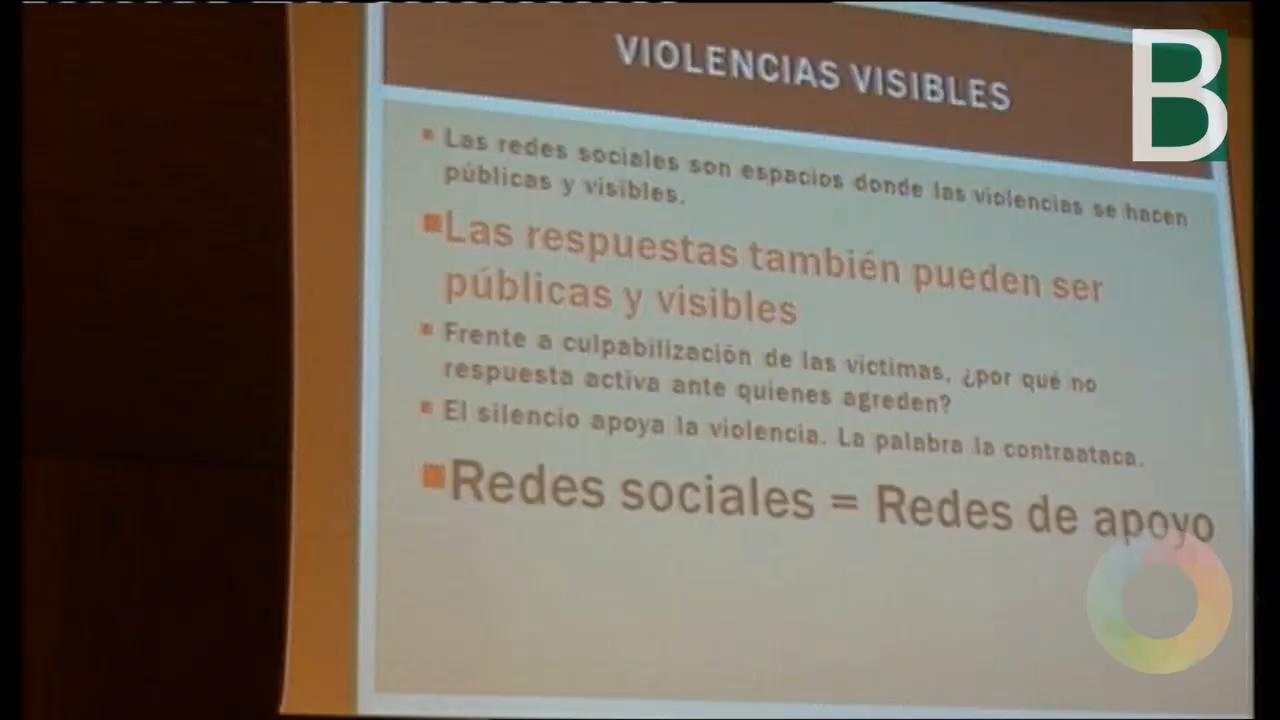 VIOLENCIAS VISIBLES
B
Las redes sociales son espacios donde las violencias se hacen
públicas y visibles.
Las respuestas también pueden ser
públicas y visibles
Frente a culpabilización de las víctimas, ¿por qué no
respuesta activa ante quienes agreden?
El silencio apoya la violencia. La palabra la contraataca.
Redes sociales = Redes de apoyo